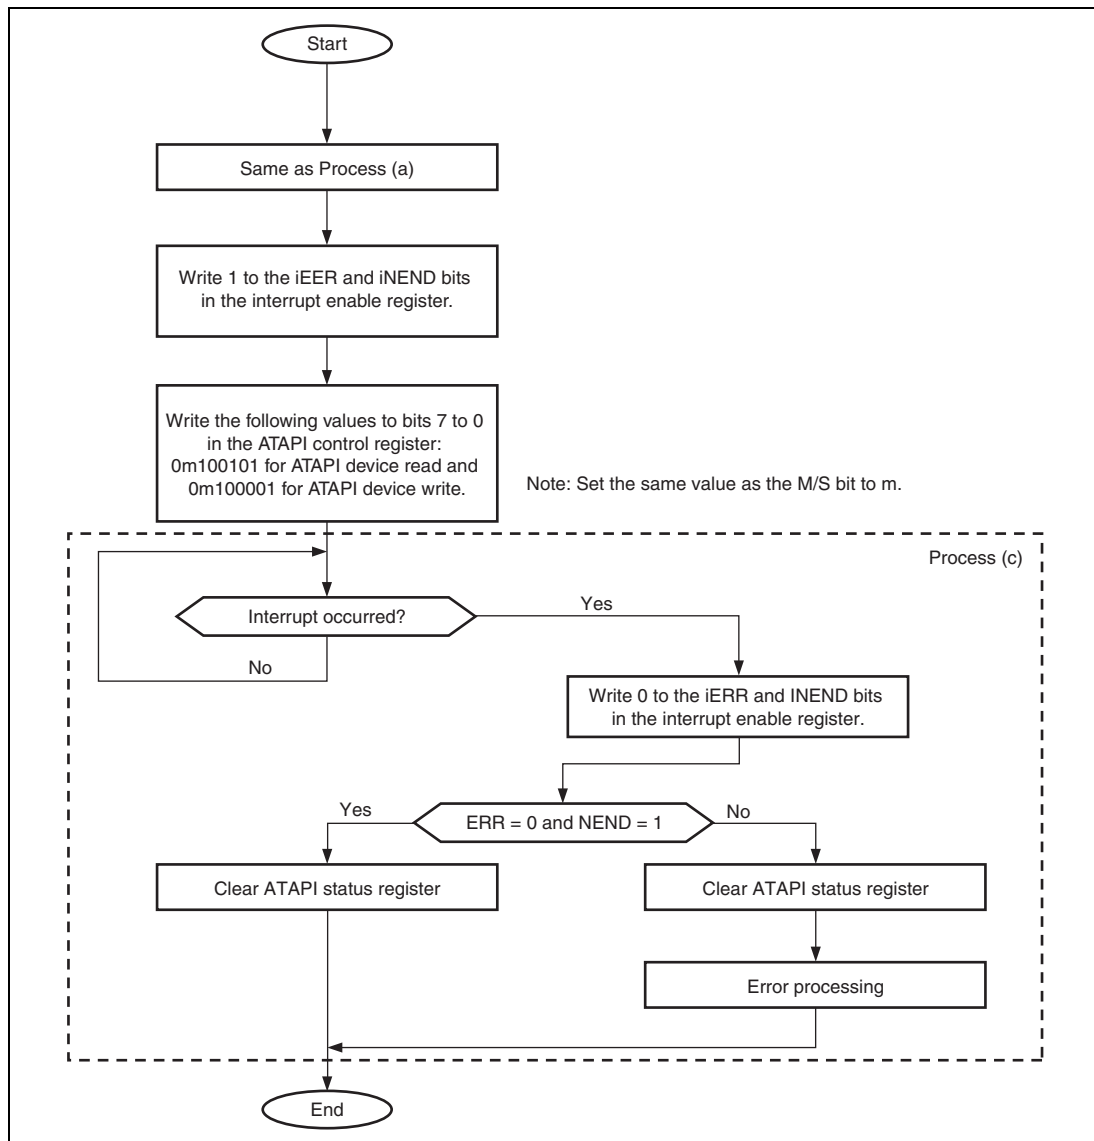 Start
Same as Process (a)
Write 1 to the iEER and iNEND bits
in the interrupt enable register.
Write the following values to bits 7 to 0
in the ATAPI control register:
0m100101 for ATAPI device read and
0m100001 for ATAPI device write.
Note: Set the same value as the M/S bit to m.
Process (c)
Interrupt occurred?
Yes
No
Write 0 to the iERR and INEND bits
in the interrupt enable register.
ERR = 0 and NEND = 1
Yes
No
Clear ATAPI status register
Clear ATAPI status register
Error processing
End